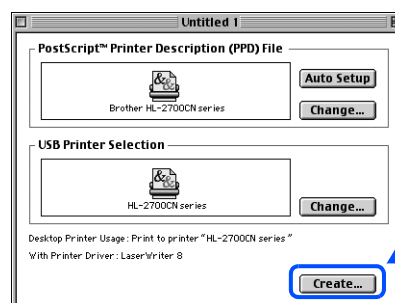 Untitled 1
PostScript™ Printer Description (PPD) File
Auto Setup
Brother HL-2700CN series
Change...
USB Printer Selection
HL-2700CN series
Change...
Desktop Printer Usage: Print to printer "HL-2700CN series "
With Printer Driver: LaserWriter 8
Create...